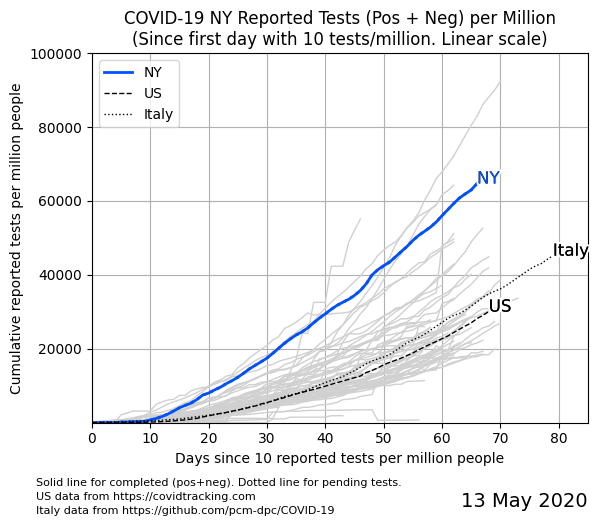 COVID-19 NY Reported Tests (Pos + Neg) per Million
(Since first day with 10 tests/million. Linear scale)
100000
80000
60000
40000
20000
Cumulative reported tests per million people
NY
US
Italy
NY
Italy
US
0 10 20 30 40 50 60 70 80
Days since 10 reported tests per million people
Solid line for completed (pos+neg). Dotted line for pending tests.
US data from https://covidtracking.com
Italy data from https://github.com/pcm-dpc/COVID-19
13 May 2020